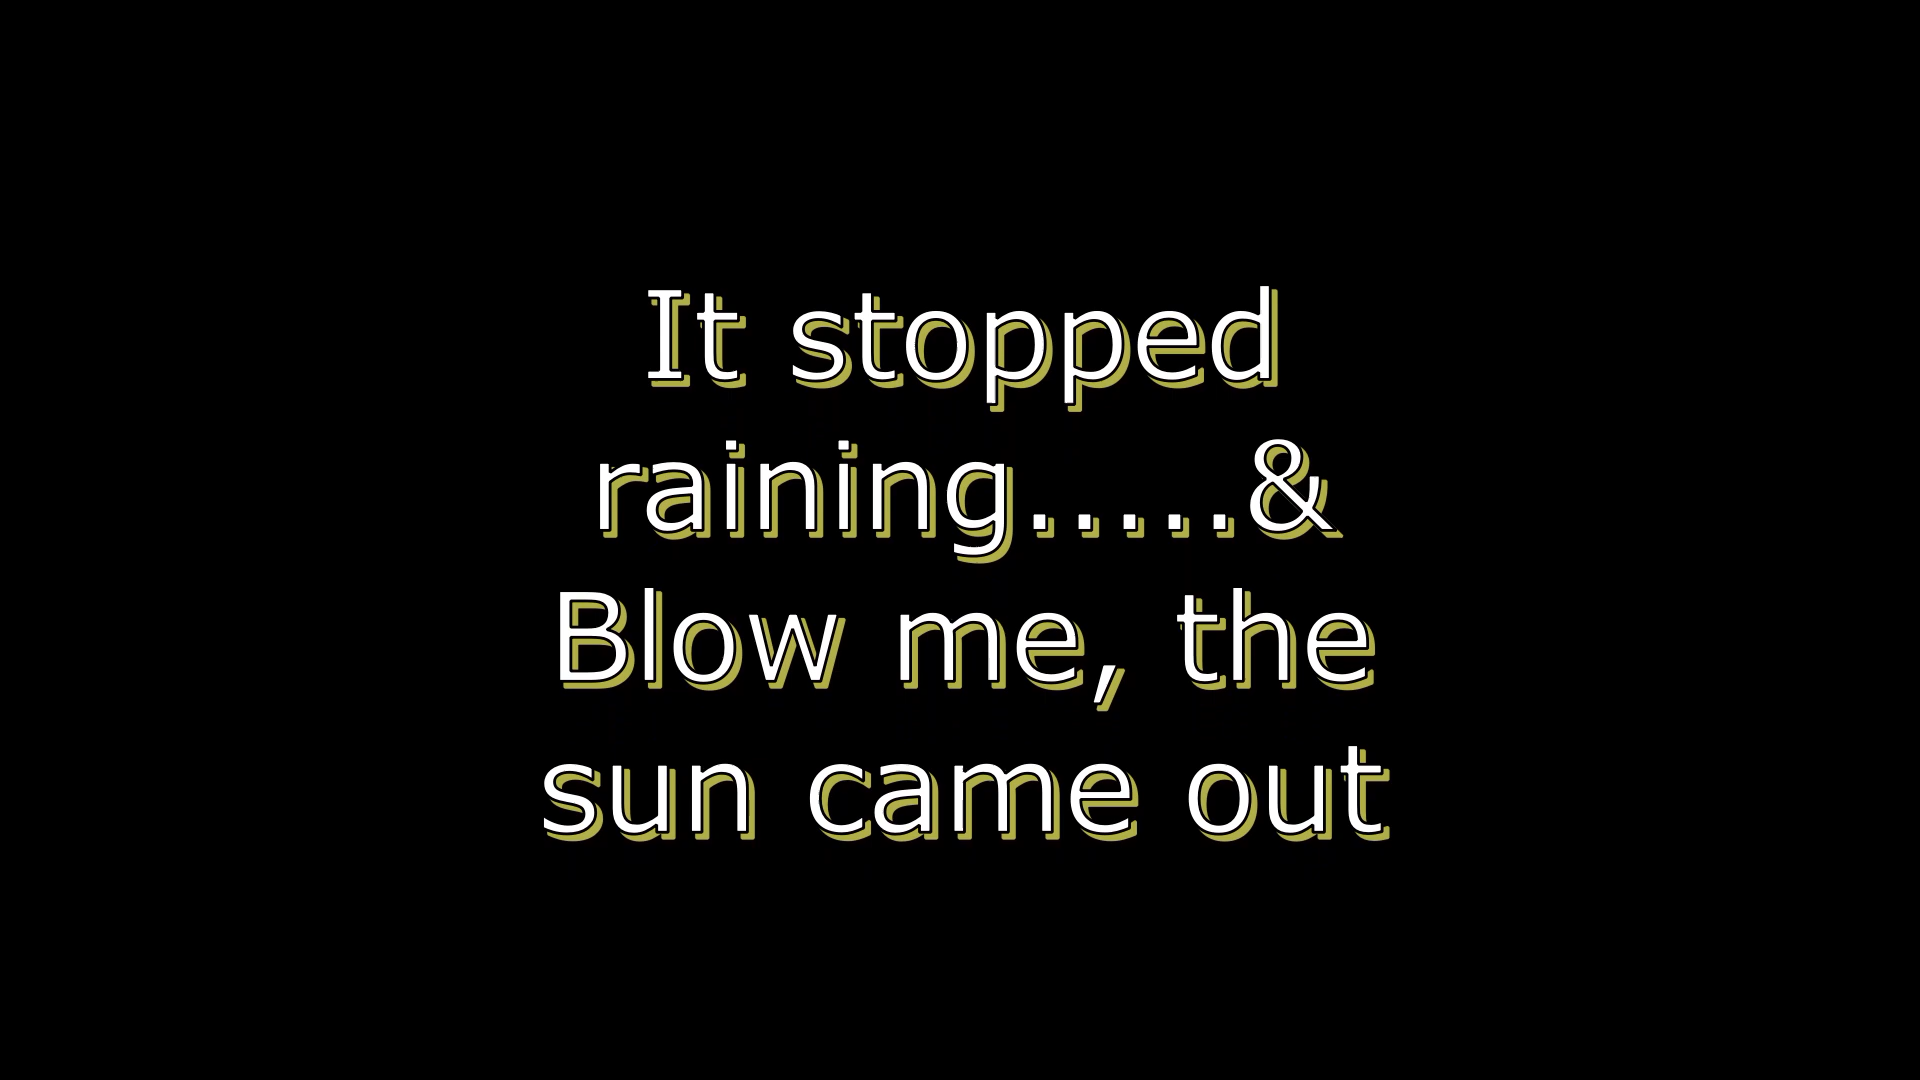 It stopped
raining.....&
Blow me, the
sun came out